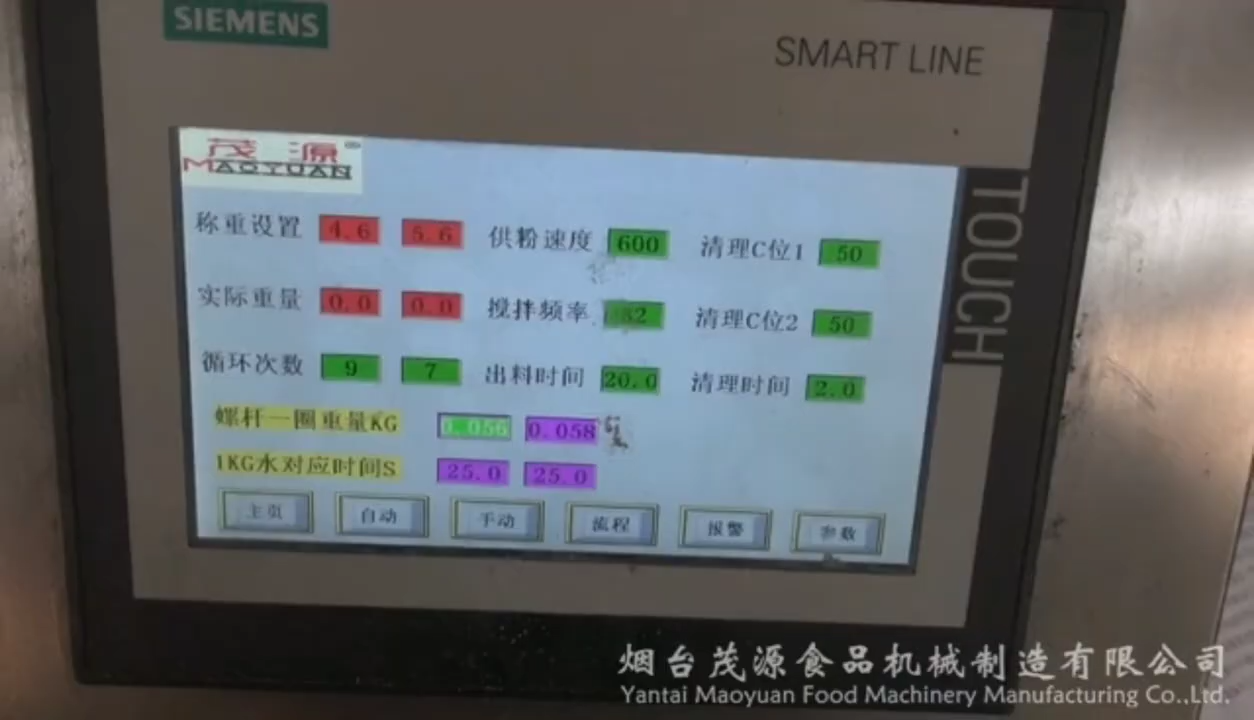 SIEMENS
SMART LINE
TOUCH
茂源
MAOYUAN
称重设置 4.6 5.6 供粉速度 600 清理C位1 50
实际重量 0.0 0.0 搅拌频率 32 清理C位2 50
循环次数 9 7 出料时间 20.0 清理时间 2.0
螺杆一圈重量KG 0.056 0.058
1KG水对应时间S 25.0 25.0
主页 自动 手动 流程 报警 参数
烟台茂源食品机械制造有限公司
Yantai Maoyuan Food Machinery Manufacturing Co.,Ltd.